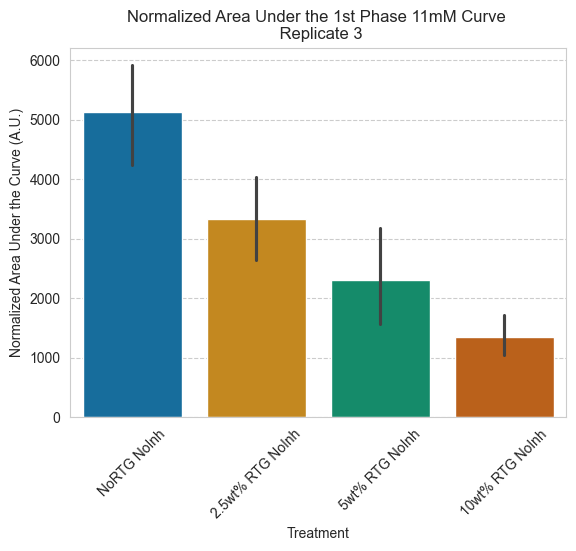 Normalized Area Under the 1st Phase 11mM Curve
Replicate 3
Normalized Area Under the Curve (A.U.)
6000
5000
4000
3000
2000
1000
0
NoRTG NoInh
2.5wt% RTG NoInh
5wt% RTG NoInh
10wt% RTG NoInh
Treatment